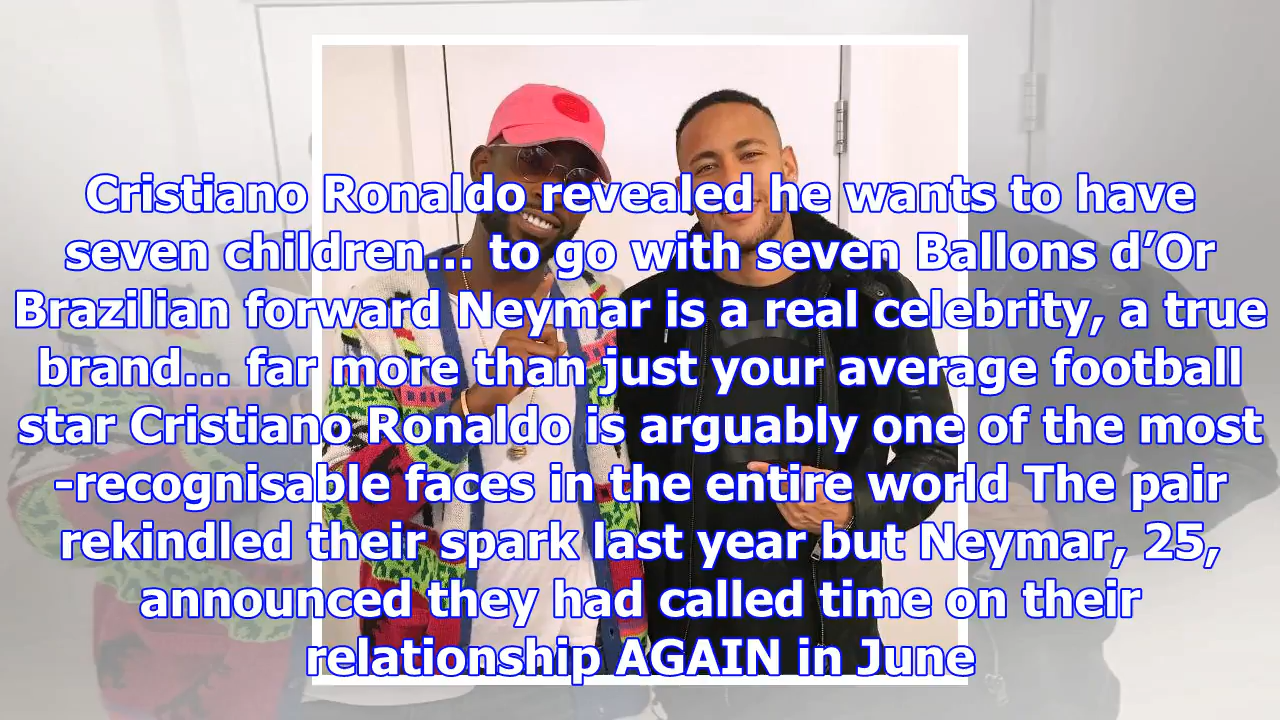 Cristiano Ronaldo revealed he wants to have
seven children… to go with seven Ballons d’Or
Brazilian forward Neymar is a real celebrity, a true
brand… far more than just your average football
star Cristiano Ronaldo is arguably one of the most
-recognisable faces in the entire world The pair
rekindled their spark last year but Neymar, 25,
announced they had called time on their
relationship AGAIN in June